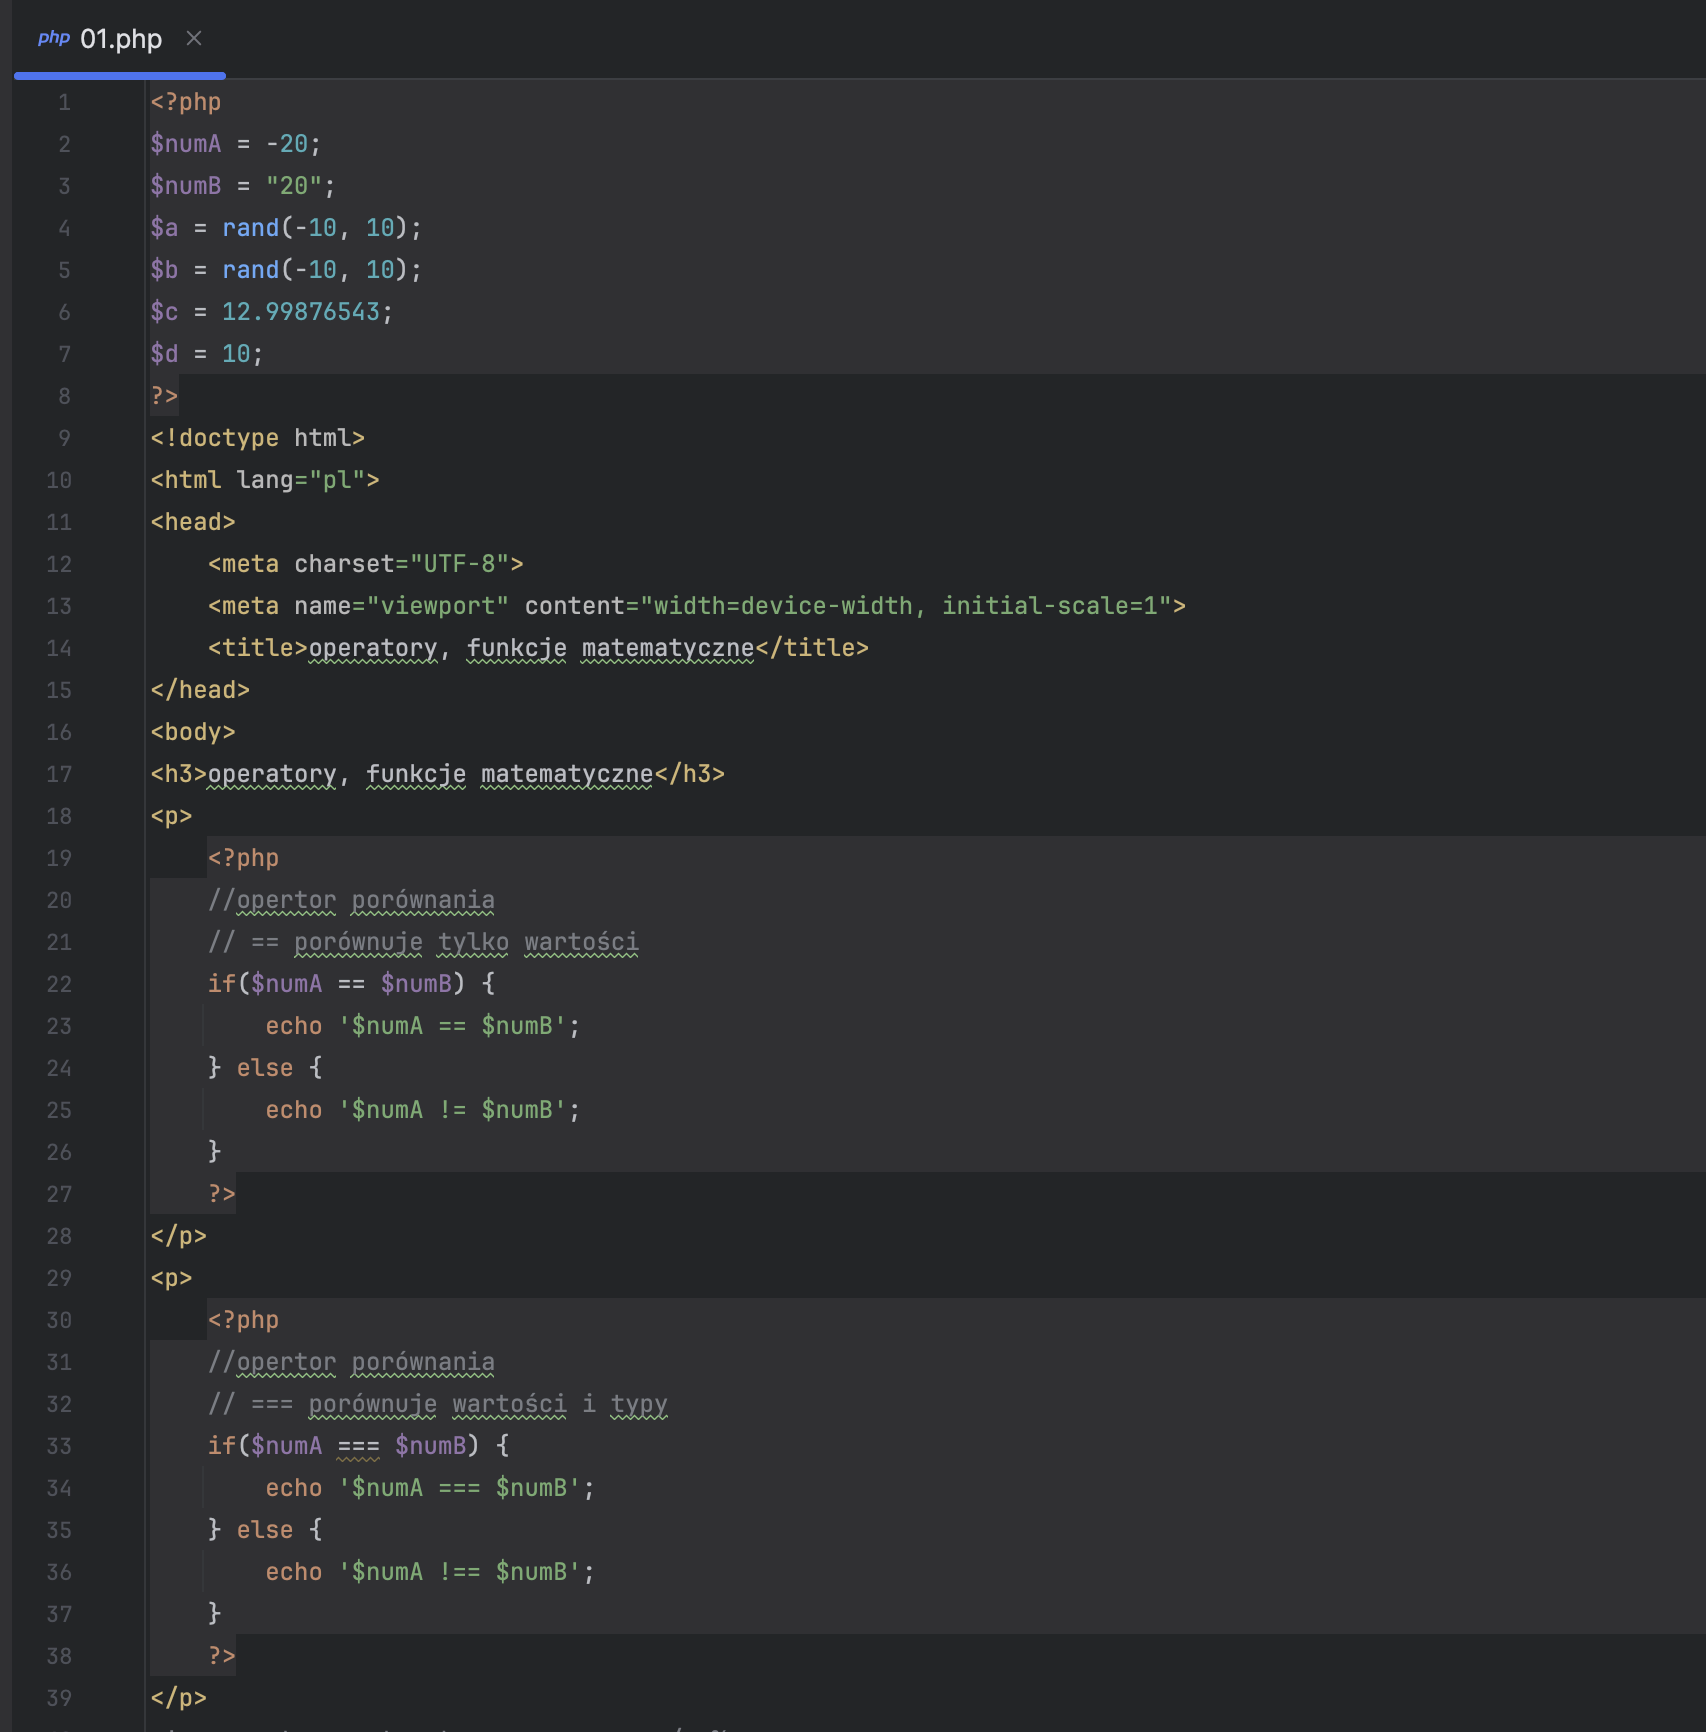 php 01.php
1 <?php
2 $numA = -20;
3 $numB = "20";
4 $a = rand(-10, 10);
5 $b = rand(-10, 10);
6 $c = 12.99876543;
7 $d = 10;
8 ?>
9 <!doctype html>
10 <html lang="pl">
11 <head>
12     <meta charset="UTF-8">
13     <meta name="viewport" content="width=device-width, initial-scale=1">
14     <title>operatory, funkcje matematyczne</title>
15 </head>
16 <body>
17 <h3>operatory, funkcje matematyczne</h3>
18 <p>
19     <?php
20     //opertor porównania
21     // == porównuje tylko wartości
22     if($numA == $numB) {
23         echo '$numA == $numB';
24     } else {
25         echo '$numA != $numB';
26     }
27     ?>
28 </p>
29 <p>
30     <?php
31     //opertor porównania
32     // === porównuje wartości i typy
33     if($numA === $numB) {
34         echo '$numA === $numB';
35     } else {
36         echo '$numA !== $numB';
37     }
38     ?>
39 </p>